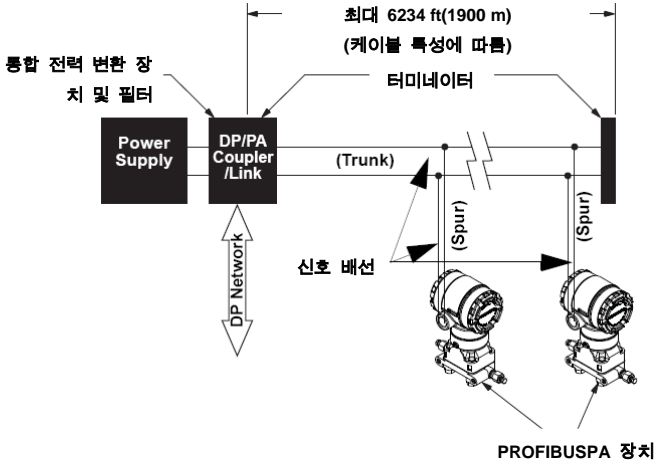 최대 6234 ft(1900 m)
(케이블 특성에 따름)
통합 전력 변환 장
치 및 필터
터미네이터
Power
Supply
DP/PA
Coupler
/Link
(Trunk)
(Spur)
(Spur)
신호 배선
DP Network
PROFIBUSPA 장치